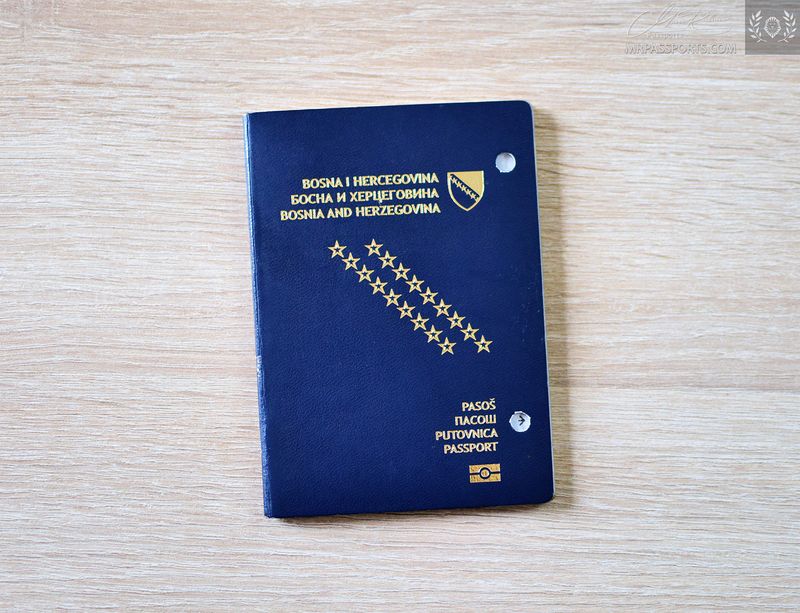 MRPASSPORTS.COM
BOSNA I HERCEGOVINA
БОСНА И ХЕРЦЕГОВИНА
BOSNIA AND HERZEGOVINA
PASOŠ
ПАСОШ
PUTOVNICA
PASSPORT